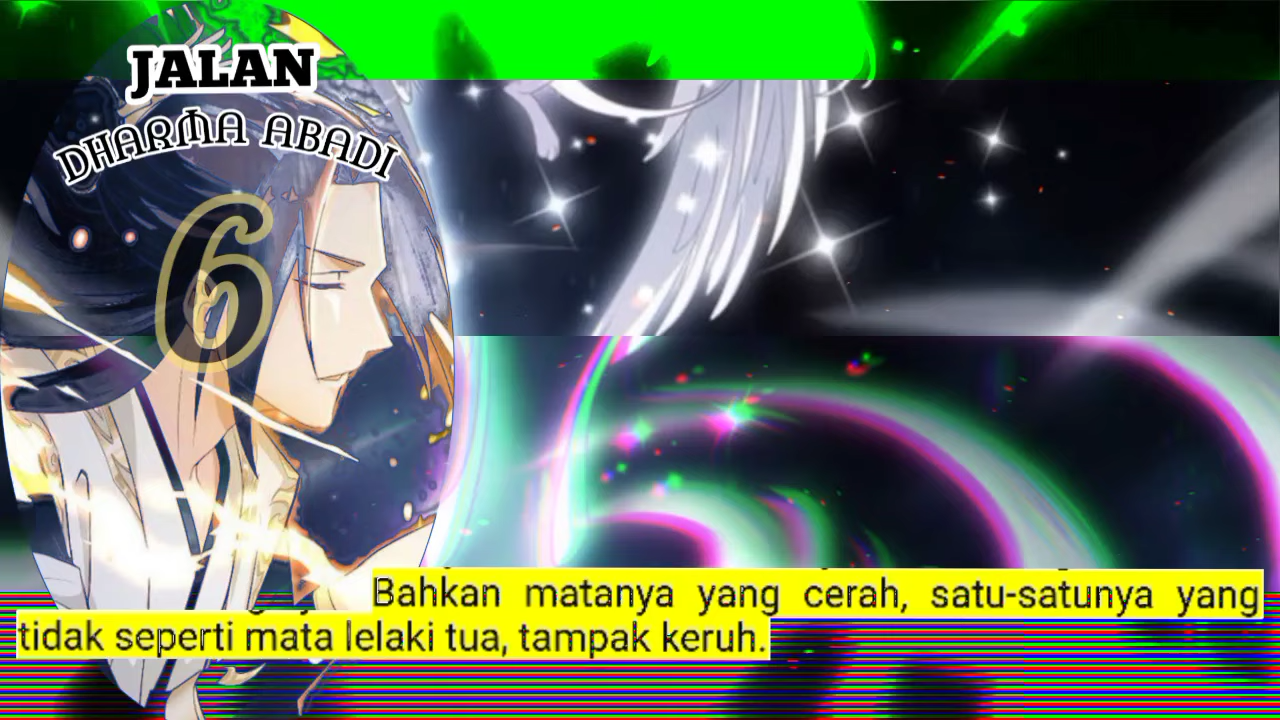 JALAN
DHARMA ABADI
6
Bahkan matanya yang cerah, satu-satunya yang
tidak seperti mata lelaki tua, tampak keruh.